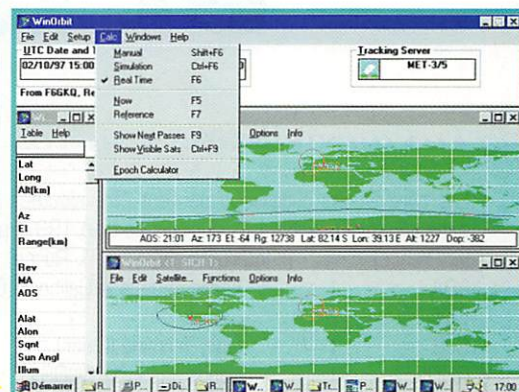 WinOrbit
File Edit Setup Calc Windows Help
UTC Date and
02/10/97 15:00
Manual Shift+F6
Simulation Ctrl+F6
Real Time F6
Now F5
Reference F7
Show Next Passes F9
Show Visible Sats Ctrl+F9
Epoch Calculator
Tracking Server
MET-3/5
From F6GKQ,
Table Help
Options Info
Lat
Long
Alt(km)
Az
El
Range(km)
Rev
MA
AOS
Alat
Alon
Sqnt
Sun Angl
Illum
AOS: 21:01 Az: 173 El: -64 Rg: 12738 Lat: 82.14 S Lon: 39.13 E Alt: 1227 Dop: -382
File Edit Satellite... Functions Options Info
Démarrer
17:00